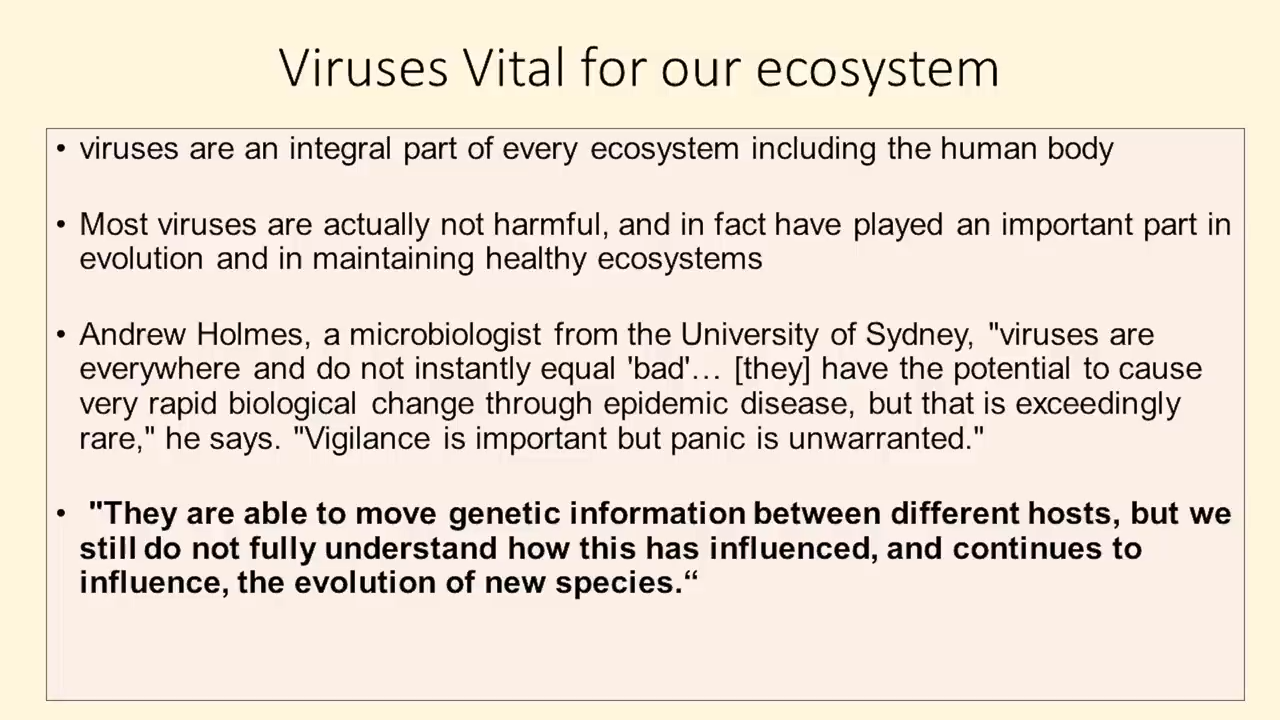 Viruses Vital for our ecosystem
• viruses are an integral part of every ecosystem including the human body
• Most viruses are actually not harmful, and in fact have played an important part in
evolution and in maintaining healthy ecosystems
• Andrew Holmes, a microbiologist from the University of Sydney, "viruses are
everywhere and do not instantly equal 'bad'… [they] have the potential to cause
very rapid biological change through epidemic disease, but that is exceedingly
rare," he says. "Vigilance is important but panic is unwarranted."
• "They are able to move genetic information between different hosts, but we
still do not fully understand how this has influenced, and continues to
influence, the evolution of new species.“